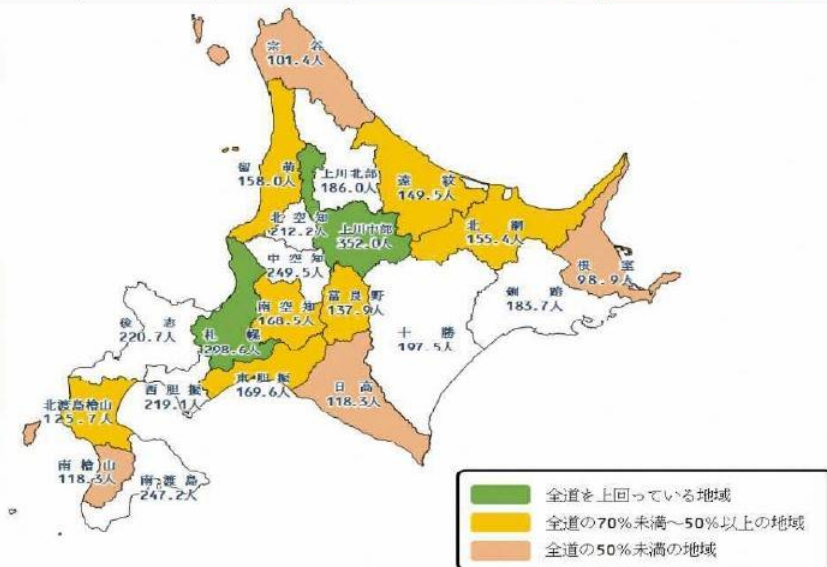 宗谷
101.4人
留萌
158.0人
上川北部
186.0人
遠紋
149.5人
北空知
212.2人
上川中部
352.0人
北網
155.4人
根室
98.9人
中空知
249.5人
釧路
183.7人
富良野
137.9人
南空知
168.5人
後志
220.7人
札幌
298.6人
十勝
197.5人
西胆振
219.1人
東胆振
169.6人
日高
118.3人
北渡島檜山
125.7人
南檜山
118.3人
南渡島
247.2人
全道を上回っている地域
全道の70%未満~50%以上の地域
全道の50%未満の地域